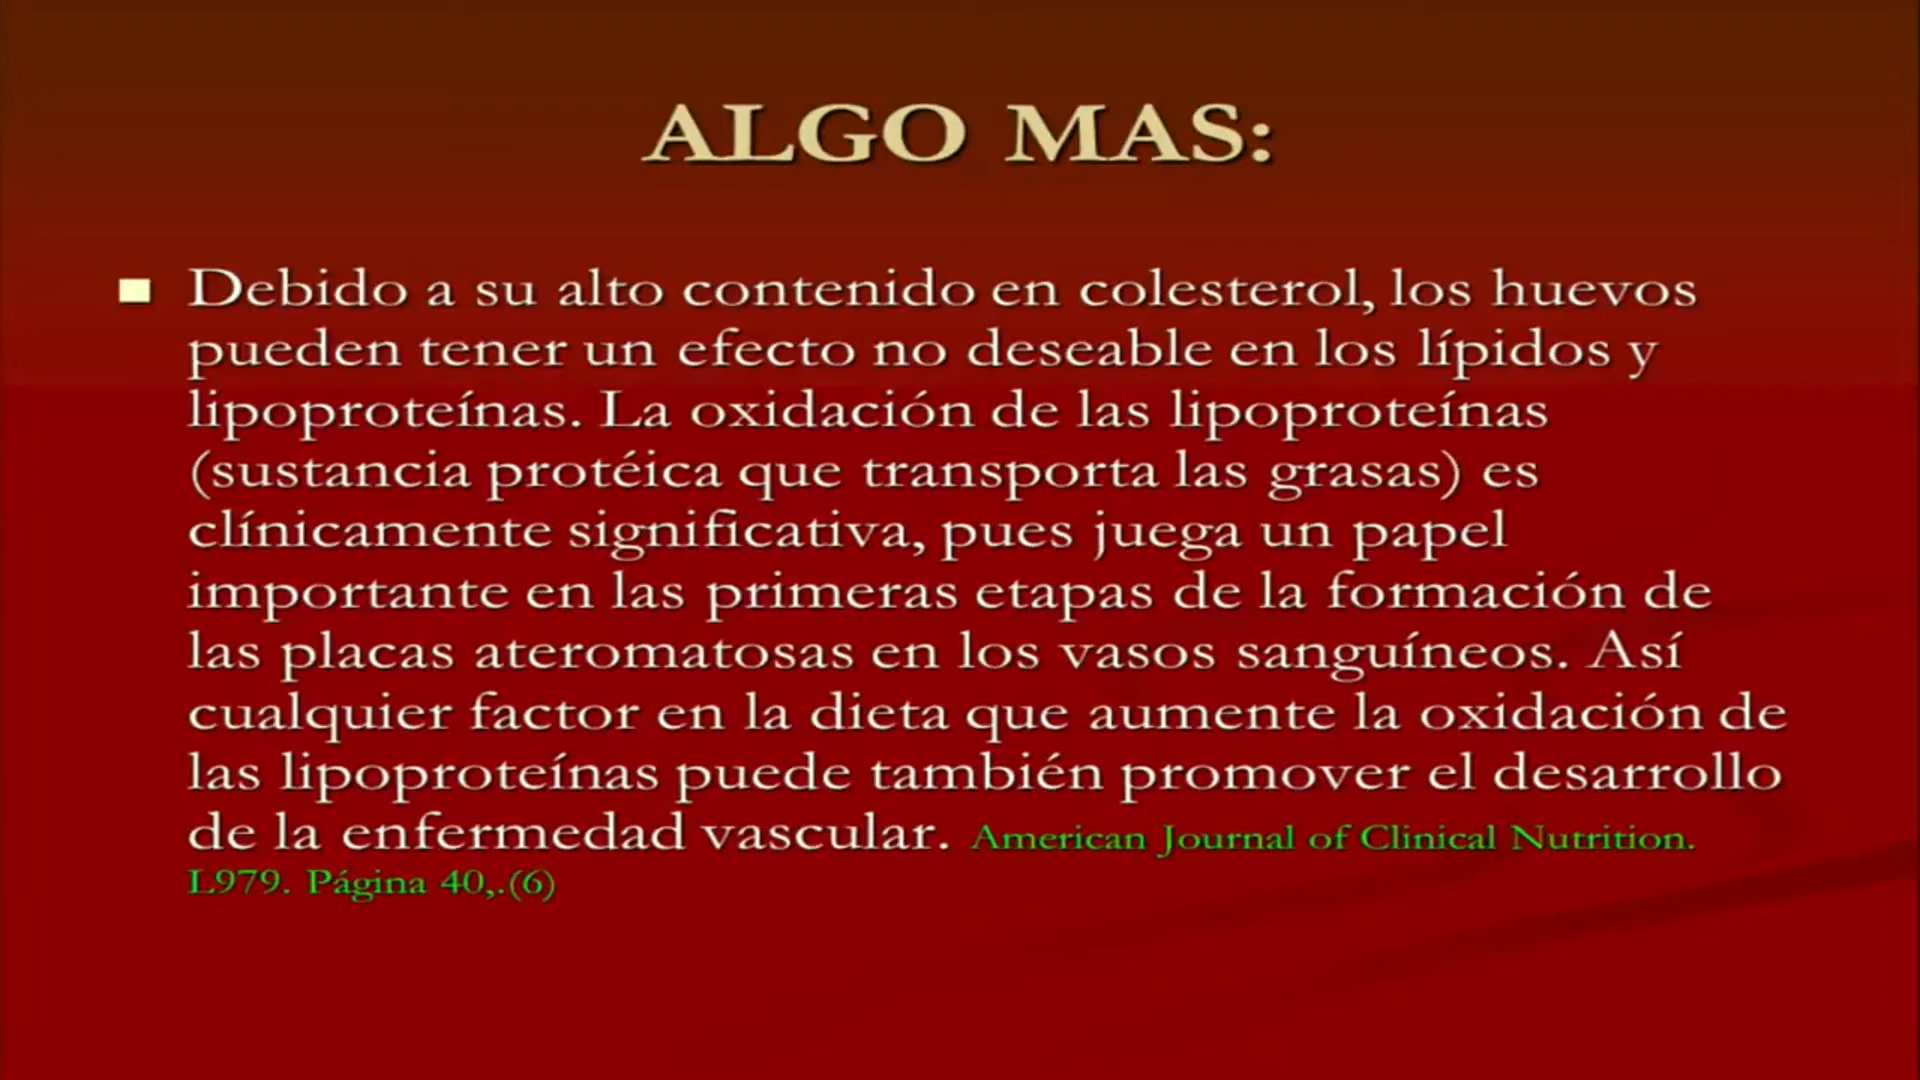 ALGO MAS:
Debido a su alto contenido en colesterol, los huevos
pueden tener un efecto no deseable en los lípidos y
lipoproteínas. La oxidación de las lipoproteínas
(sustancia protéica que transporta las grasas) es
clínicamente significativa, pues juega un papel
importante en las primeras etapas de la formación de
las placas ateromatosas en los vasos sanguíneos. Así
cualquier factor en la dieta que aumente la oxidación de
las lipoproteínas puede también promover el desarrollo
de la enfermedad vascular. American Journal of Clinical Nutrition.
L979. Página 40,.(6)